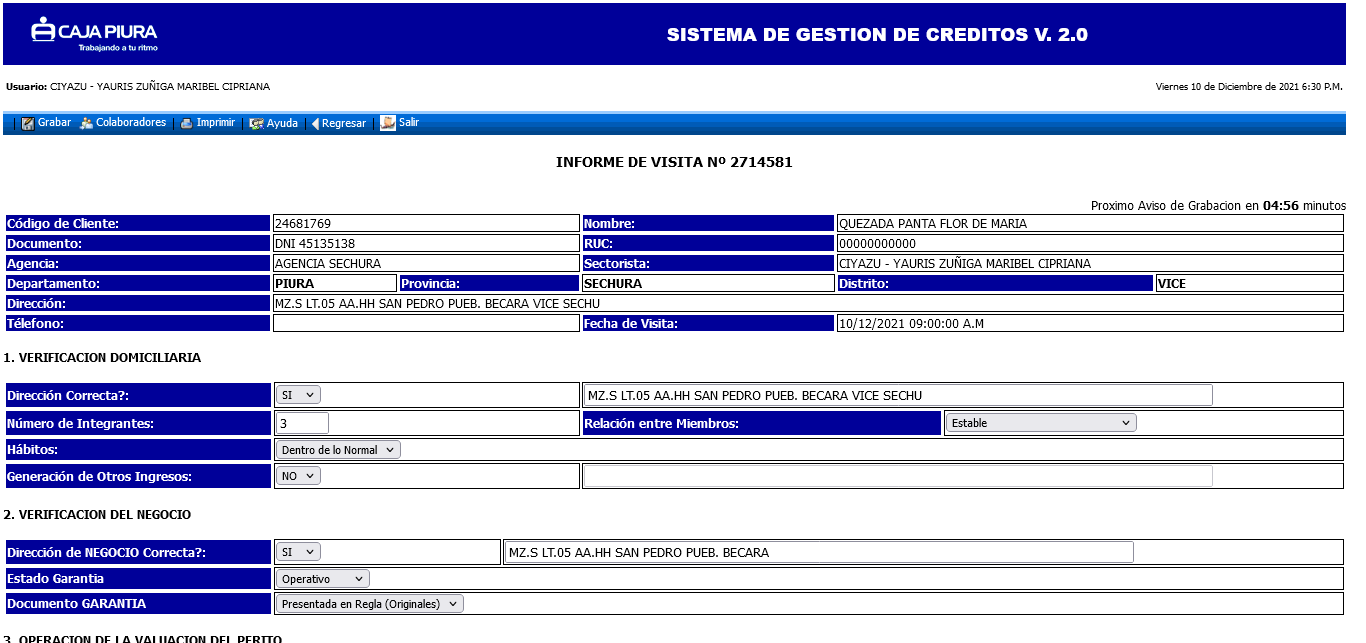 CAJA PIURA
Trabajando a tu ritmo
SISTEMA DE GESTION DE CREDITOS V. 2.0
Usuario: CIYAZU - YAURIS ZUÑIGA MARIBEL CIPRIANA
Viernes 10 de Diciembre de 2021 6:30 P.M.
| Grabar Colaboradores | Imprimir | Ayuda | Regresar | Salir
INFORME DE VISITA Nº 2714581
Proximo Aviso de Grabacion en 04:56 minutos
Código de Cliente: 24681769 Nombre: QUEZADA PANTA FLOR DE MARIA
Documento: DNI 45135138 RUC: 00000000000
Agencia: AGENCIA SECHURA Sectorista: CIYAZU - YAURIS ZUÑIGA MARIBEL CIPRIANA
Departamento: PIURA Provincia: SECHURA Distrito: VICE
Dirección: MZ.S LT.05 AA.HH SAN PEDRO PUEB. BECARA VICE SECHU
Télefono: Fecha de Visita: 10/12/2021 09:00:00 A.M
1. VERIFICACION DOMICILIARIA
Dirección Correcta?: SI MZ.S LT.05 AA.HH SAN PEDRO PUEB. BECARA VICE SECHU
Número de Integrantes: 3 Relación entre Miembros: Estable
Hábitos: Dentro de lo Normal
Generación de Otros Ingresos: NO
2. VERIFICACION DEL NEGOCIO
Dirección de NEGOCIO Correcta?: SI MZ.S LT.05 AA.HH SAN PEDRO PUEB. BECARA
Estado Garantia Operativo
Documento GARANTIA Presentada en Regla (Originales)
3. OPERACION DE LA VALUACION DEL PERITO